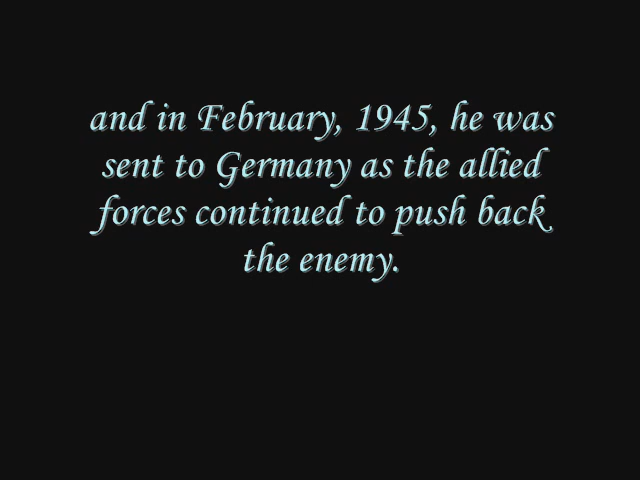 and in February, 1945, he was
sent to Germany as the allied
forces continued to push back
the enemy.